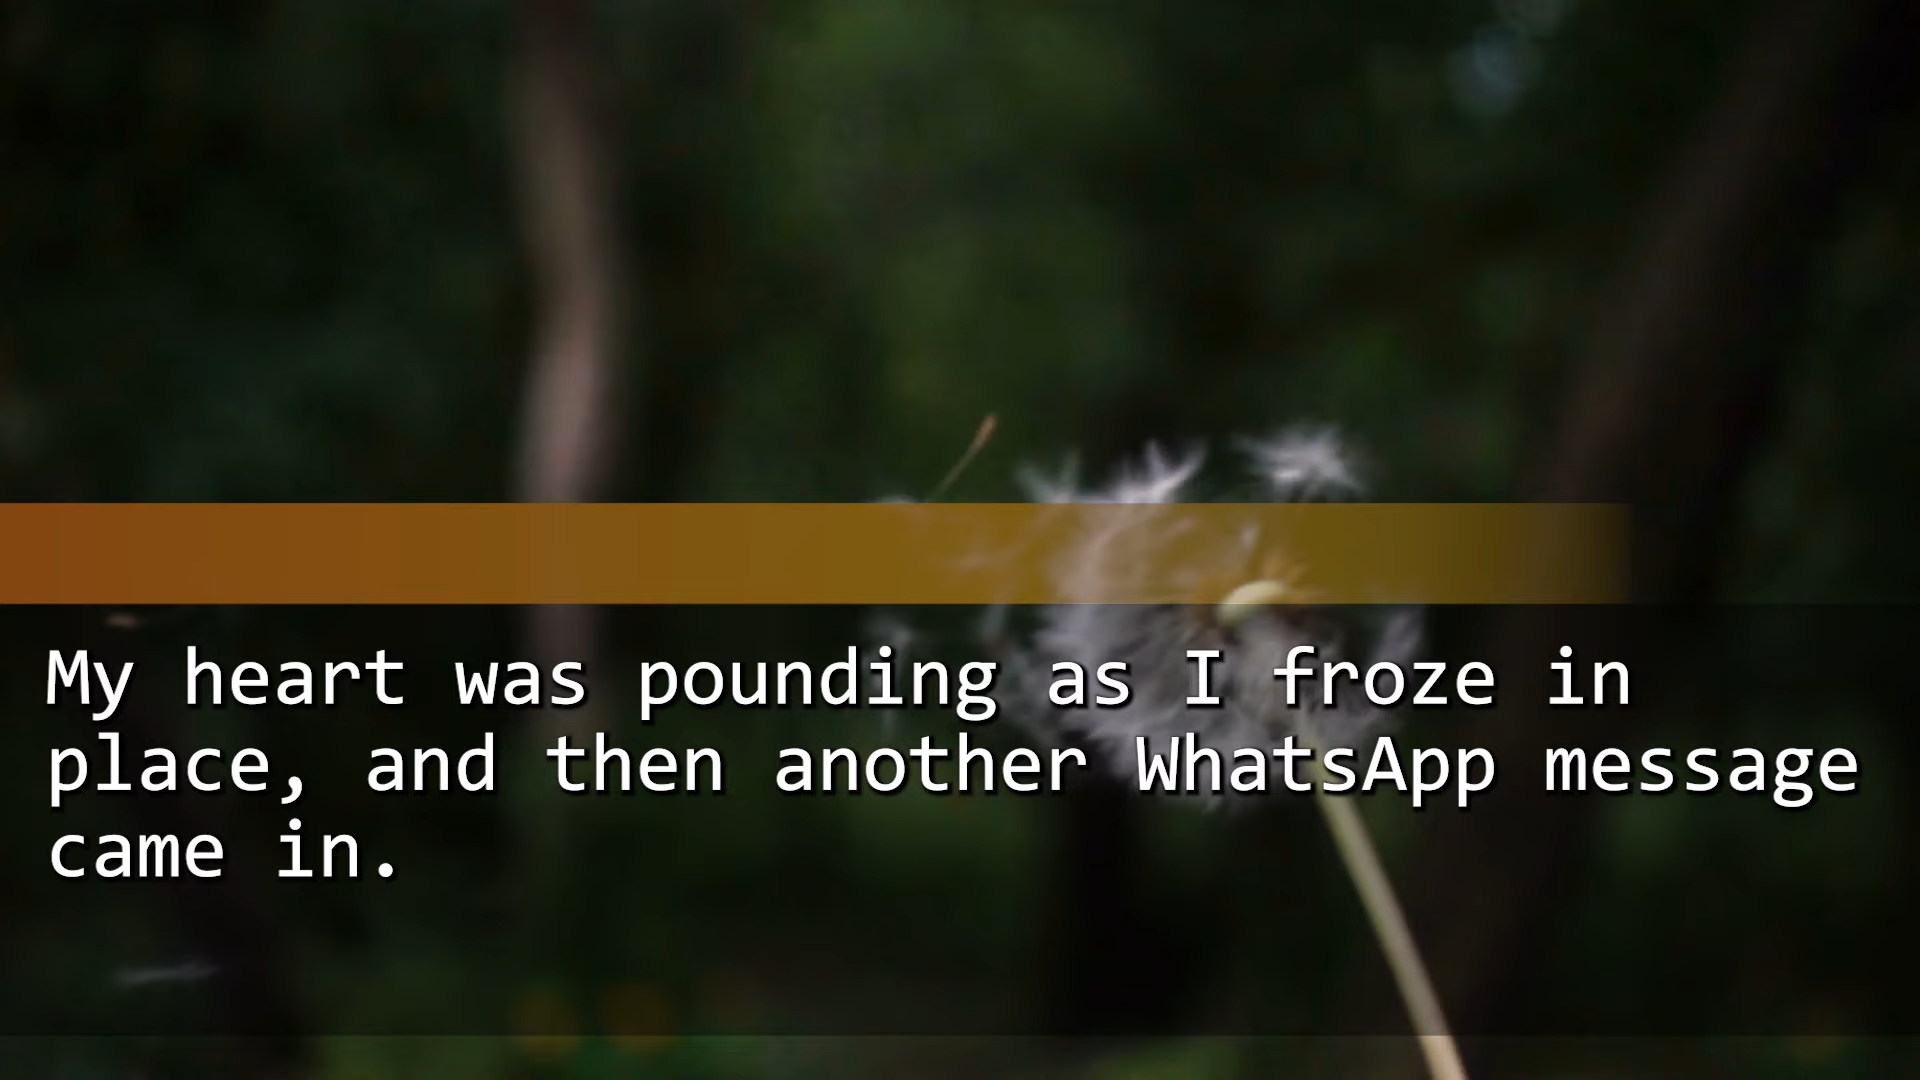 My heart was pounding as I froze in
place, and then another WhatsApp message
came in.